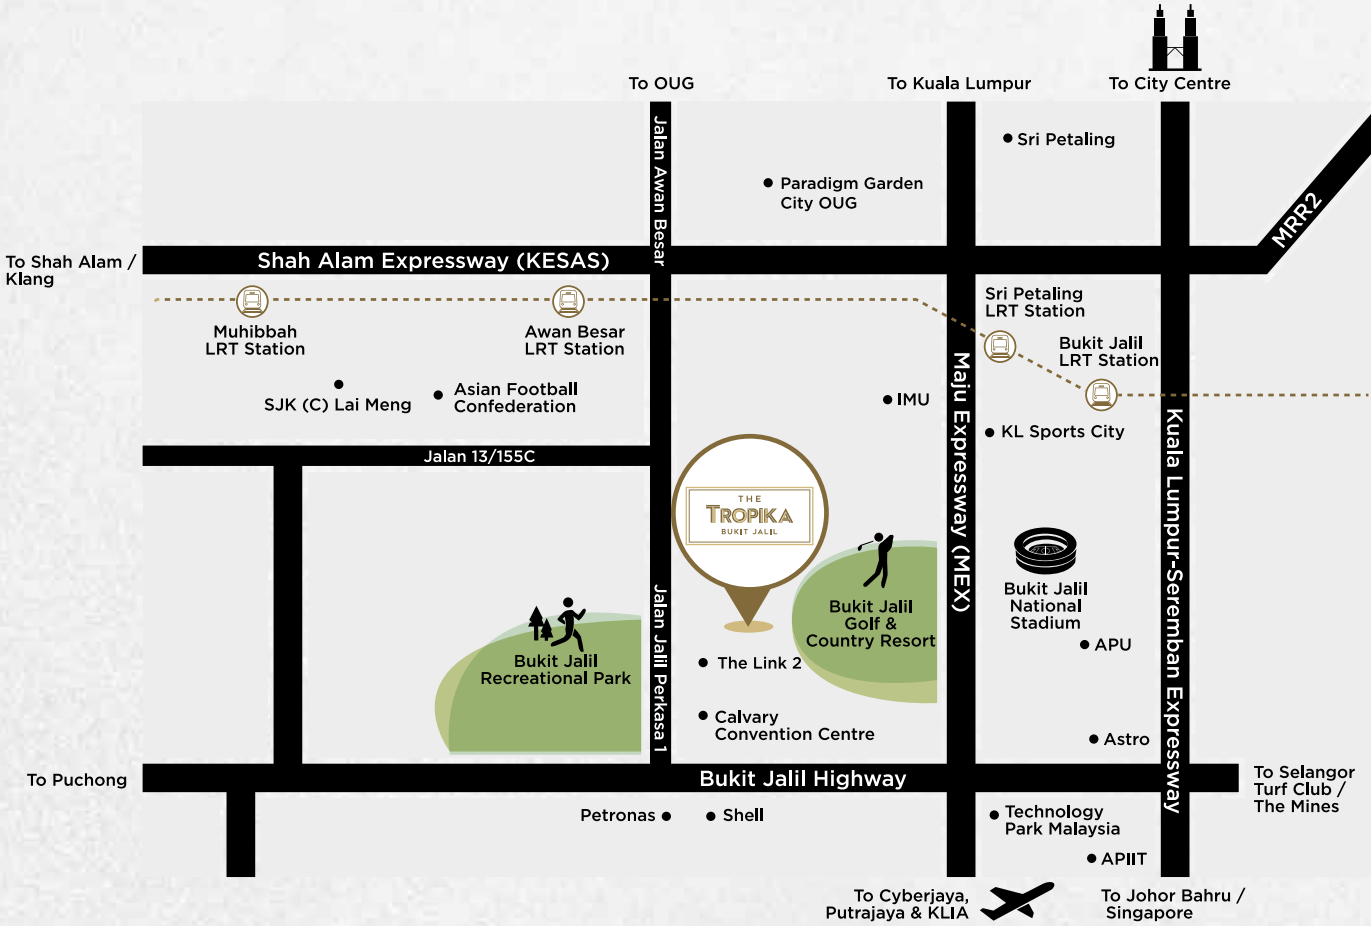 To OUG
To Kuala Lumpur
To City Centre
Jalan Awan Besar
Sri Petaling
Paradigm Garden
City OUG
MRR2
To Shah Alam /
Klang
Shah Alam Expressway (KESAS)
Muhibbah
LRT Station
Awan Besar
LRT Station
Sri Petaling
LRT Station
Bukit Jalil
LRT Station
SJK (C) Lai Meng
Asian Football
Confederation
IMU
Maju Expressway (MEX)
KL Sports City
Kuala Lumpur-Seremban Expressway
Jalan 13/155C
THE
TROPIKA
BUKIT JALIL
Jalan Jalil Perkasa 1
Bukit Jalil
Golf &
Country Resort
Bukit Jalil
National
Stadium
APU
Bukit Jalil
Recreational Park
The Link 2
Calvary
Convention Centre
Astro
To Puchong
Bukit Jalil Highway
To Selangor
Turf Club /
The Mines
Petronas
Shell
Technology
Park Malaysia
APIIT
To Cyberjaya,
Putrajaya & KLIA
To Johor Bahru /
Singapore